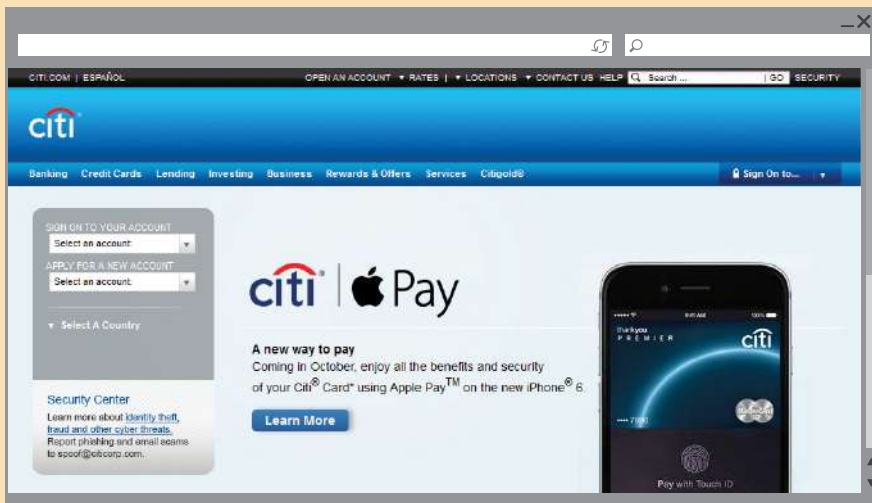 CITI.COM | ESPAÑOL OPEN AN ACCOUNT ▼ RATES | ▼ LOCATIONS ▼ CONTACT US HELP Search ... | GO SECURITY
citi
Banking Credit Cards Lending Investing Business Rewards & Offers Services Citigold® Sign On to...
SIGN ON TO YOUR ACCOUNT
Select an account
APPLY FOR A NEW ACCOUNT
Select an account
▼ Select A Country
Security Center
Learn more about identity theft,
fraud and other cyber threats.
Report phishing and email scams
to spoof@citicorp.com.
citi® | Pay
A new way to pay
Coming in October, enjoy all the benefits and security
of your Citi® Card* using Apple Pay™ on the new iPhone® 6.
Learn More
9:41 AM 100%
thankyou
PREMIER
citi
MasterCard
Pay with Touch ID